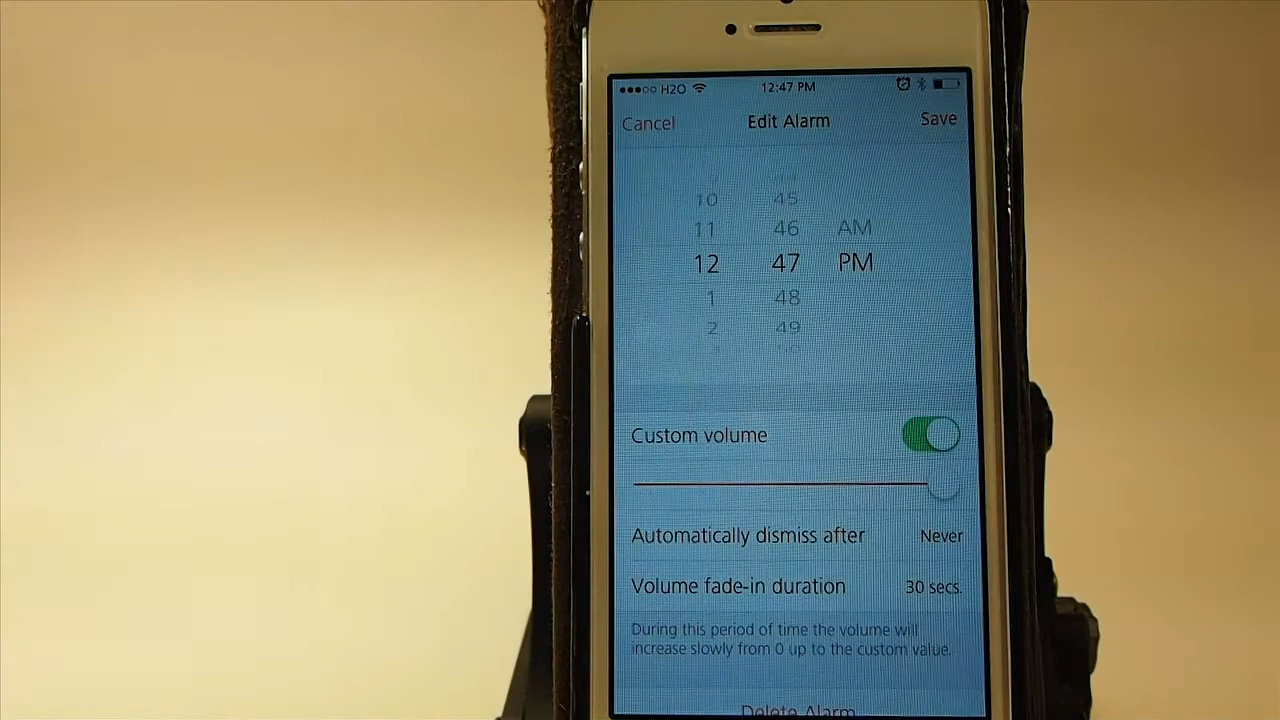 H2O 12:47 PM
Cancel Edit Alarm Save
10 45
11 46 AM
12 47 PM
1 48
2 49
Custom volume
Automatically dismiss after Never
Volume fade-in duration 30 secs.
During this period of time the volume will
increase slowly from 0 up to the custom value.
Delete Alarm